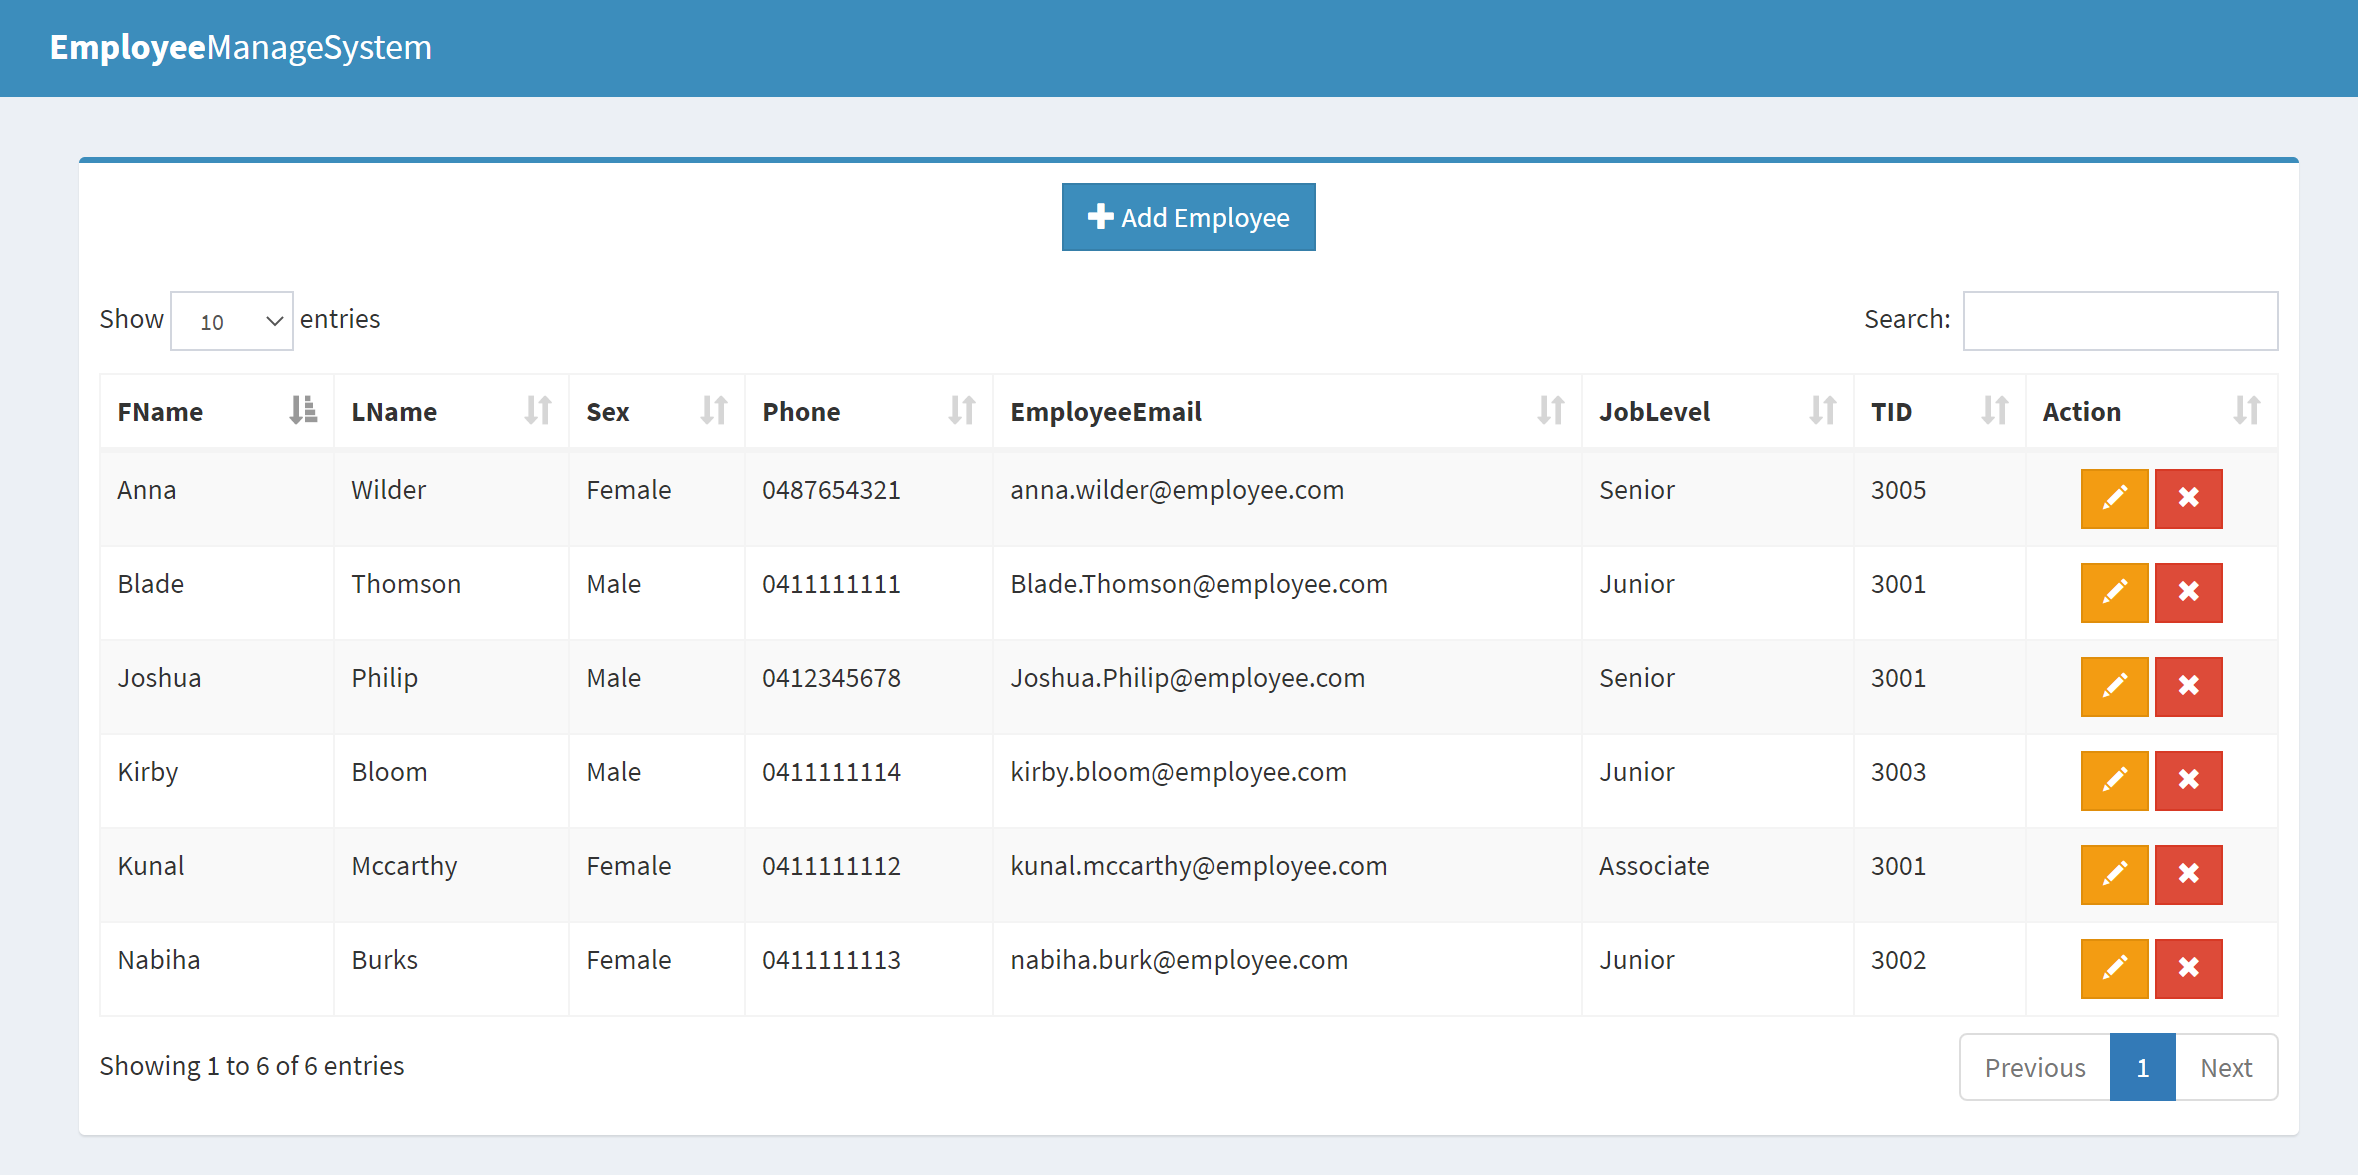 EmployeeManageSystem
Add Employee
Show 10 entries Search:
FName LName Sex Phone EmployeeEmail JobLevel TID Action
Anna Wilder Female 0487654321 anna.wilder@employee.com Senior 3005
Blade Thomson Male 0411111111 Blade.Thomson@employee.com Junior 3001
Joshua Philip Male 0412345678 Joshua.Philip@employee.com Senior 3001
Kirby Bloom Male 0411111114 kirby.bloom@employee.com Junior 3003
Kunal Mccarthy Female 0411111112 kunal.mccarthy@employee.com Associate 3001
Nabiha Burks Female 0411111113 nabiha.burk@employee.com Junior 3002
Showing 1 to 6 of 6 entries Previous 1 Next